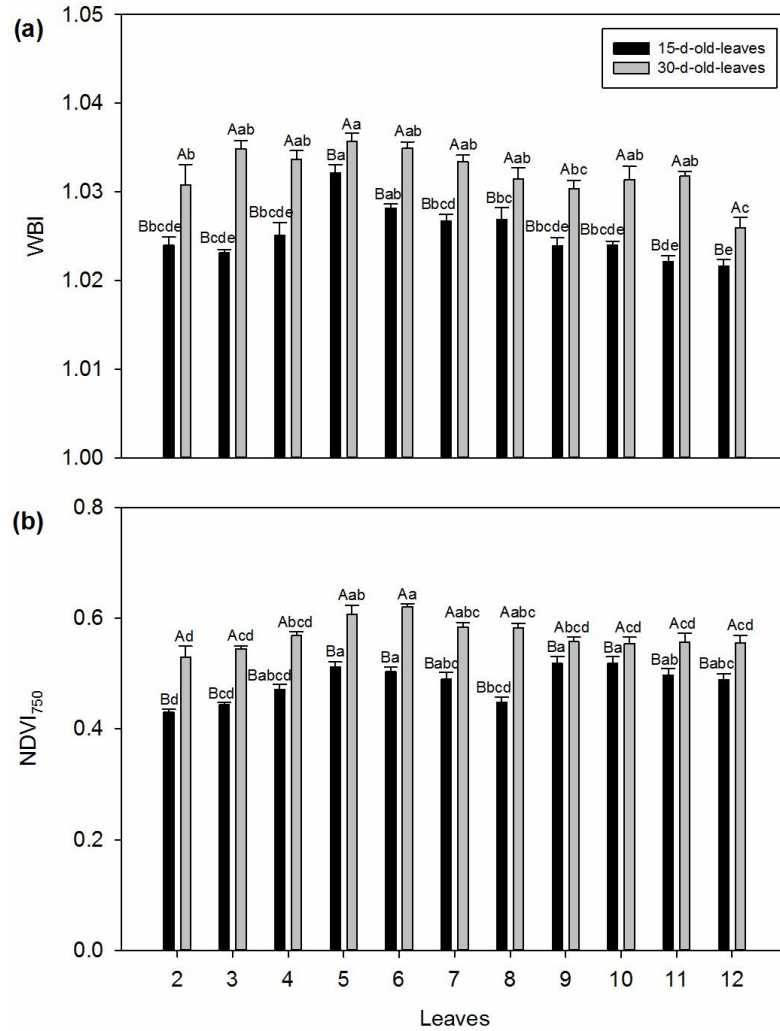 (a)
1.05
1.04
1.03
1.02
1.01
1.00
WBI
15-d-old-leaves
30-d-old-leaves
Bbcde Ab Bcde Aab Bbcde Aab Ba Aa Bab Aab Bbcd Aab Bbc Aab Bbcde Abc Bbcde Aab Bde Aab Be Ac
(b)
0.8
0.6
0.4
0.2
0.0
NDVI750
Bd Ad Bcd Acd Babcd Abcd Ba Aab Ba Aa Babc Aabc Bbcd Aabc Ba Abcd Ba Acd Bab Acd Babc Acd
2 3 4 5 6 7 8 9 10 11 12
Leaves